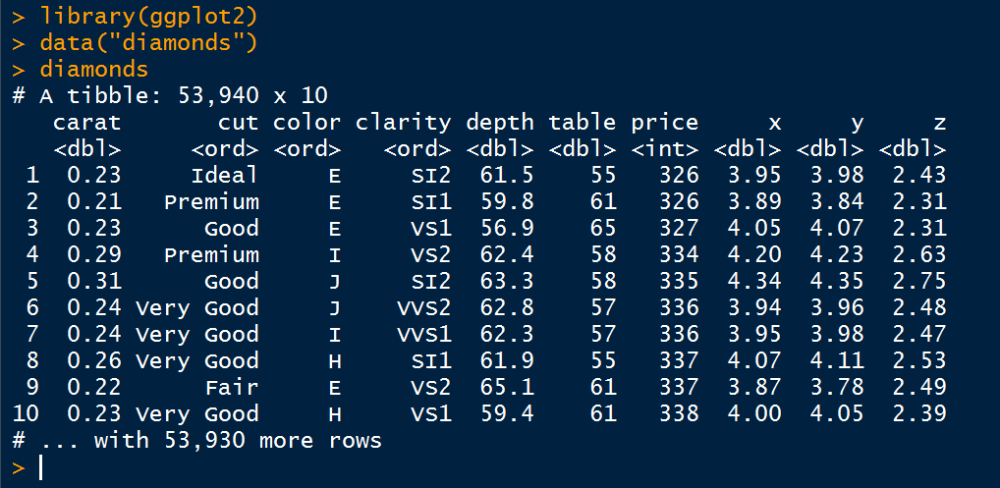 > library(ggplot2)
> data("diamonds")
> diamonds
# A tibble: 53,940 x 10
   carat       cut color clarity depth table price     x     y     z
   <dbl>     <ord> <ord>   <ord> <dbl> <dbl> <int> <dbl> <dbl> <dbl>
 1  0.23     Ideal     E     SI2  61.5    55   326  3.95  3.98  2.43
 2  0.21   Premium     E     SI1  59.8    61   326  3.89  3.84  2.31
 3  0.23      Good     E     VS1  56.9    65   327  4.05  4.07  2.31
 4  0.29   Premium     I     VS2  62.4    58   334  4.20  4.23  2.63
 5  0.31      Good     J     SI2  63.3    58   335  4.34  4.35  2.75
 6  0.24 Very Good     J    VVS2  62.8    57   336  3.94  3.96  2.48
 7  0.24 Very Good     I    VVS1  62.3    57   336  3.95  3.98  2.47
 8  0.26 Very Good     H     SI1  61.9    55   337  4.07  4.11  2.53
 9  0.22      Fair     E     VS2  65.1    61   337  3.87  3.78  2.49
10  0.23 Very Good     H     VS1  59.4    61   338  4.00  4.05  2.39
# ... with 53,930 more rows
>